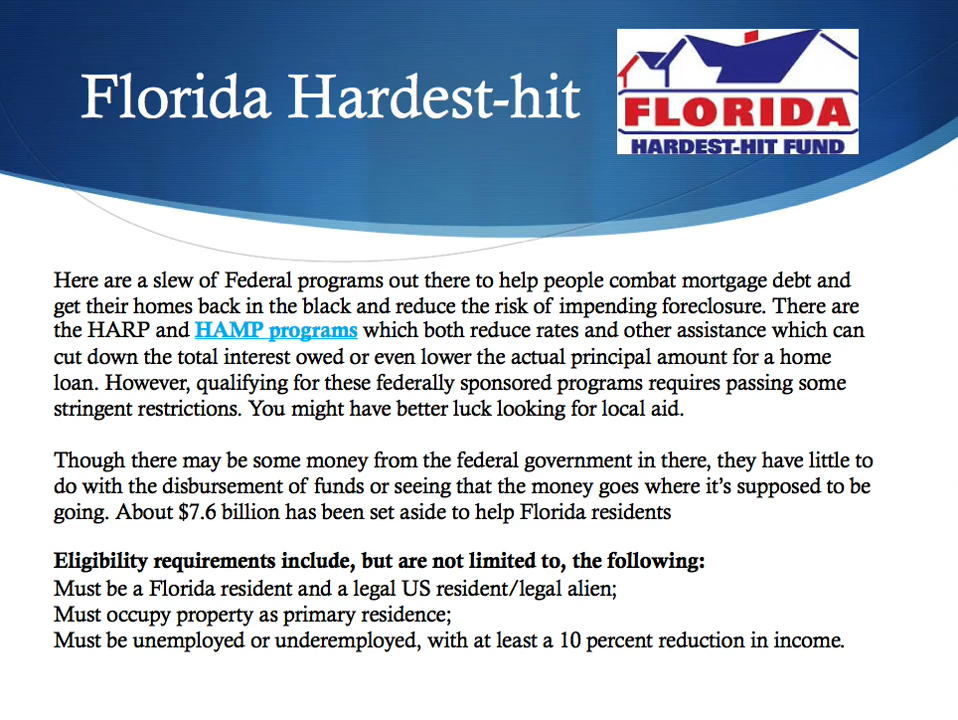 Florida Hardest-hit
FLORIDA
HARDEST-HIT FUND
Here are a slew of Federal programs out there to help people combat mortgage debt and
get their homes back in the black and reduce the risk of impending foreclosure. There are
the HARP and HAMP programs which both reduce rates and other assistance which can
cut down the total interest owed or even lower the actual principal amount for a home
loan. However, qualifying for these federally sponsored programs requires passing some
stringent restrictions. You might have better luck looking for local aid.
Though there may be some money from the federal government in there, they have little to
do with the disbursement of funds or seeing that the money goes where it’s supposed to be
going. About $7.6 billion has been set aside to help Florida residents
Eligibility requirements include, but are not limited to, the following:
Must be a Florida resident and a legal US resident/legal alien;
Must occupy property as primary residence;
Must be unemployed or underemployed, with at least a 10 percent reduction in income.